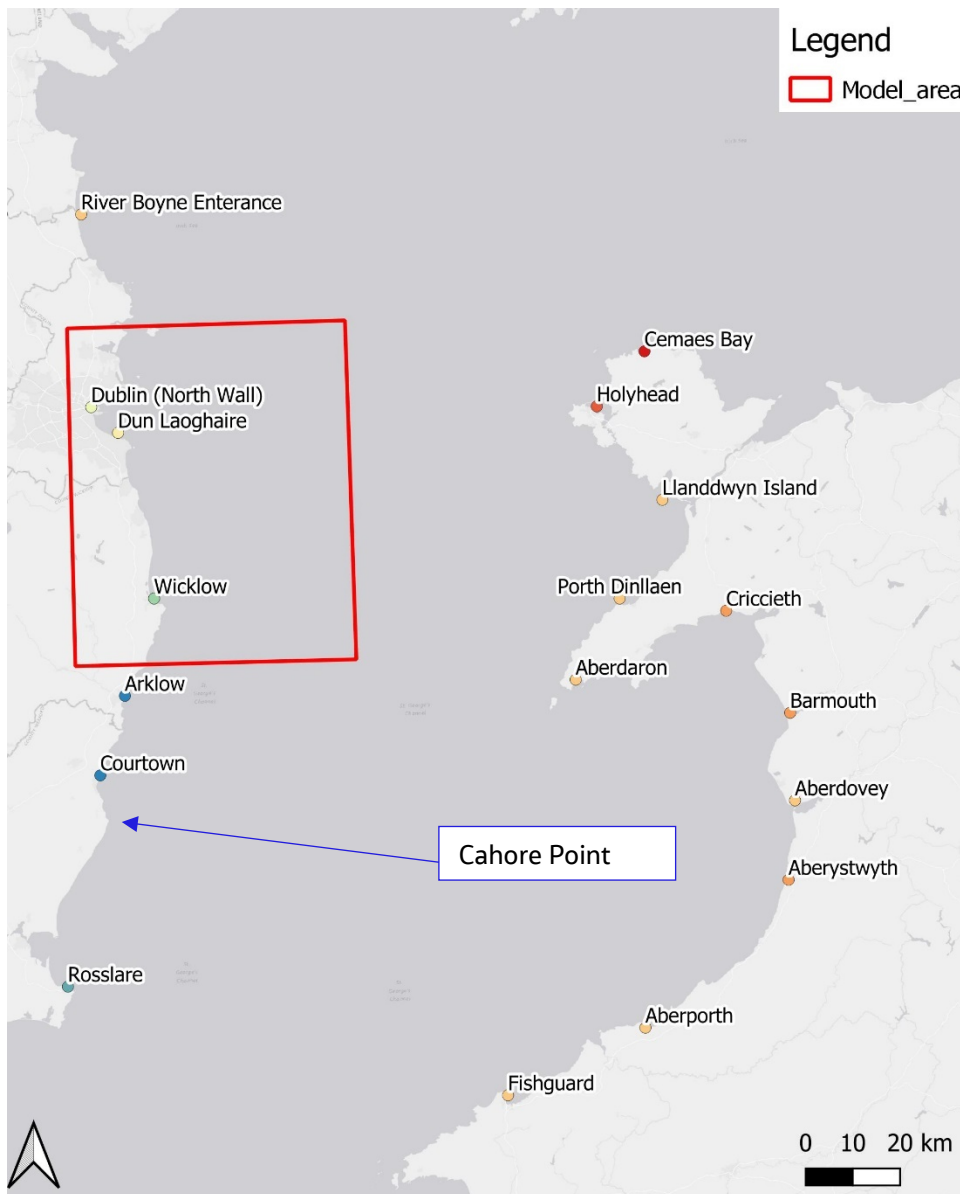 Legend
Model_area
River Boyne Enterance
Cemaes Bay
Dublin (North Wall)
Holyhead
Dun Laoghaire
Llanddwyn Island
Wicklow
Porth Dinllaen
Criccieth
Aberdaron
Arklow
Barmouth
Courtown
Aberdovey
Cahore Point
Aberystwyth
Rosslare
Aberporth
Fishguard
0 10 20 km